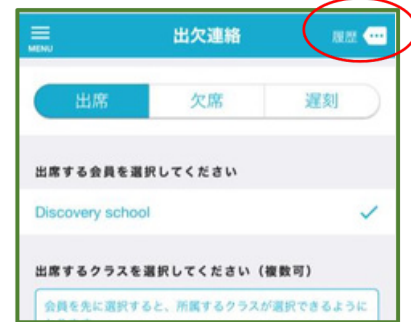 MENU
出欠連絡
履歴
出席
欠席
遅刻
出席する会員を選択してください
Discovery school
出席するクラスを選択してください（複数可）
会員を先に選択すると、所属するクラスが選択できるように